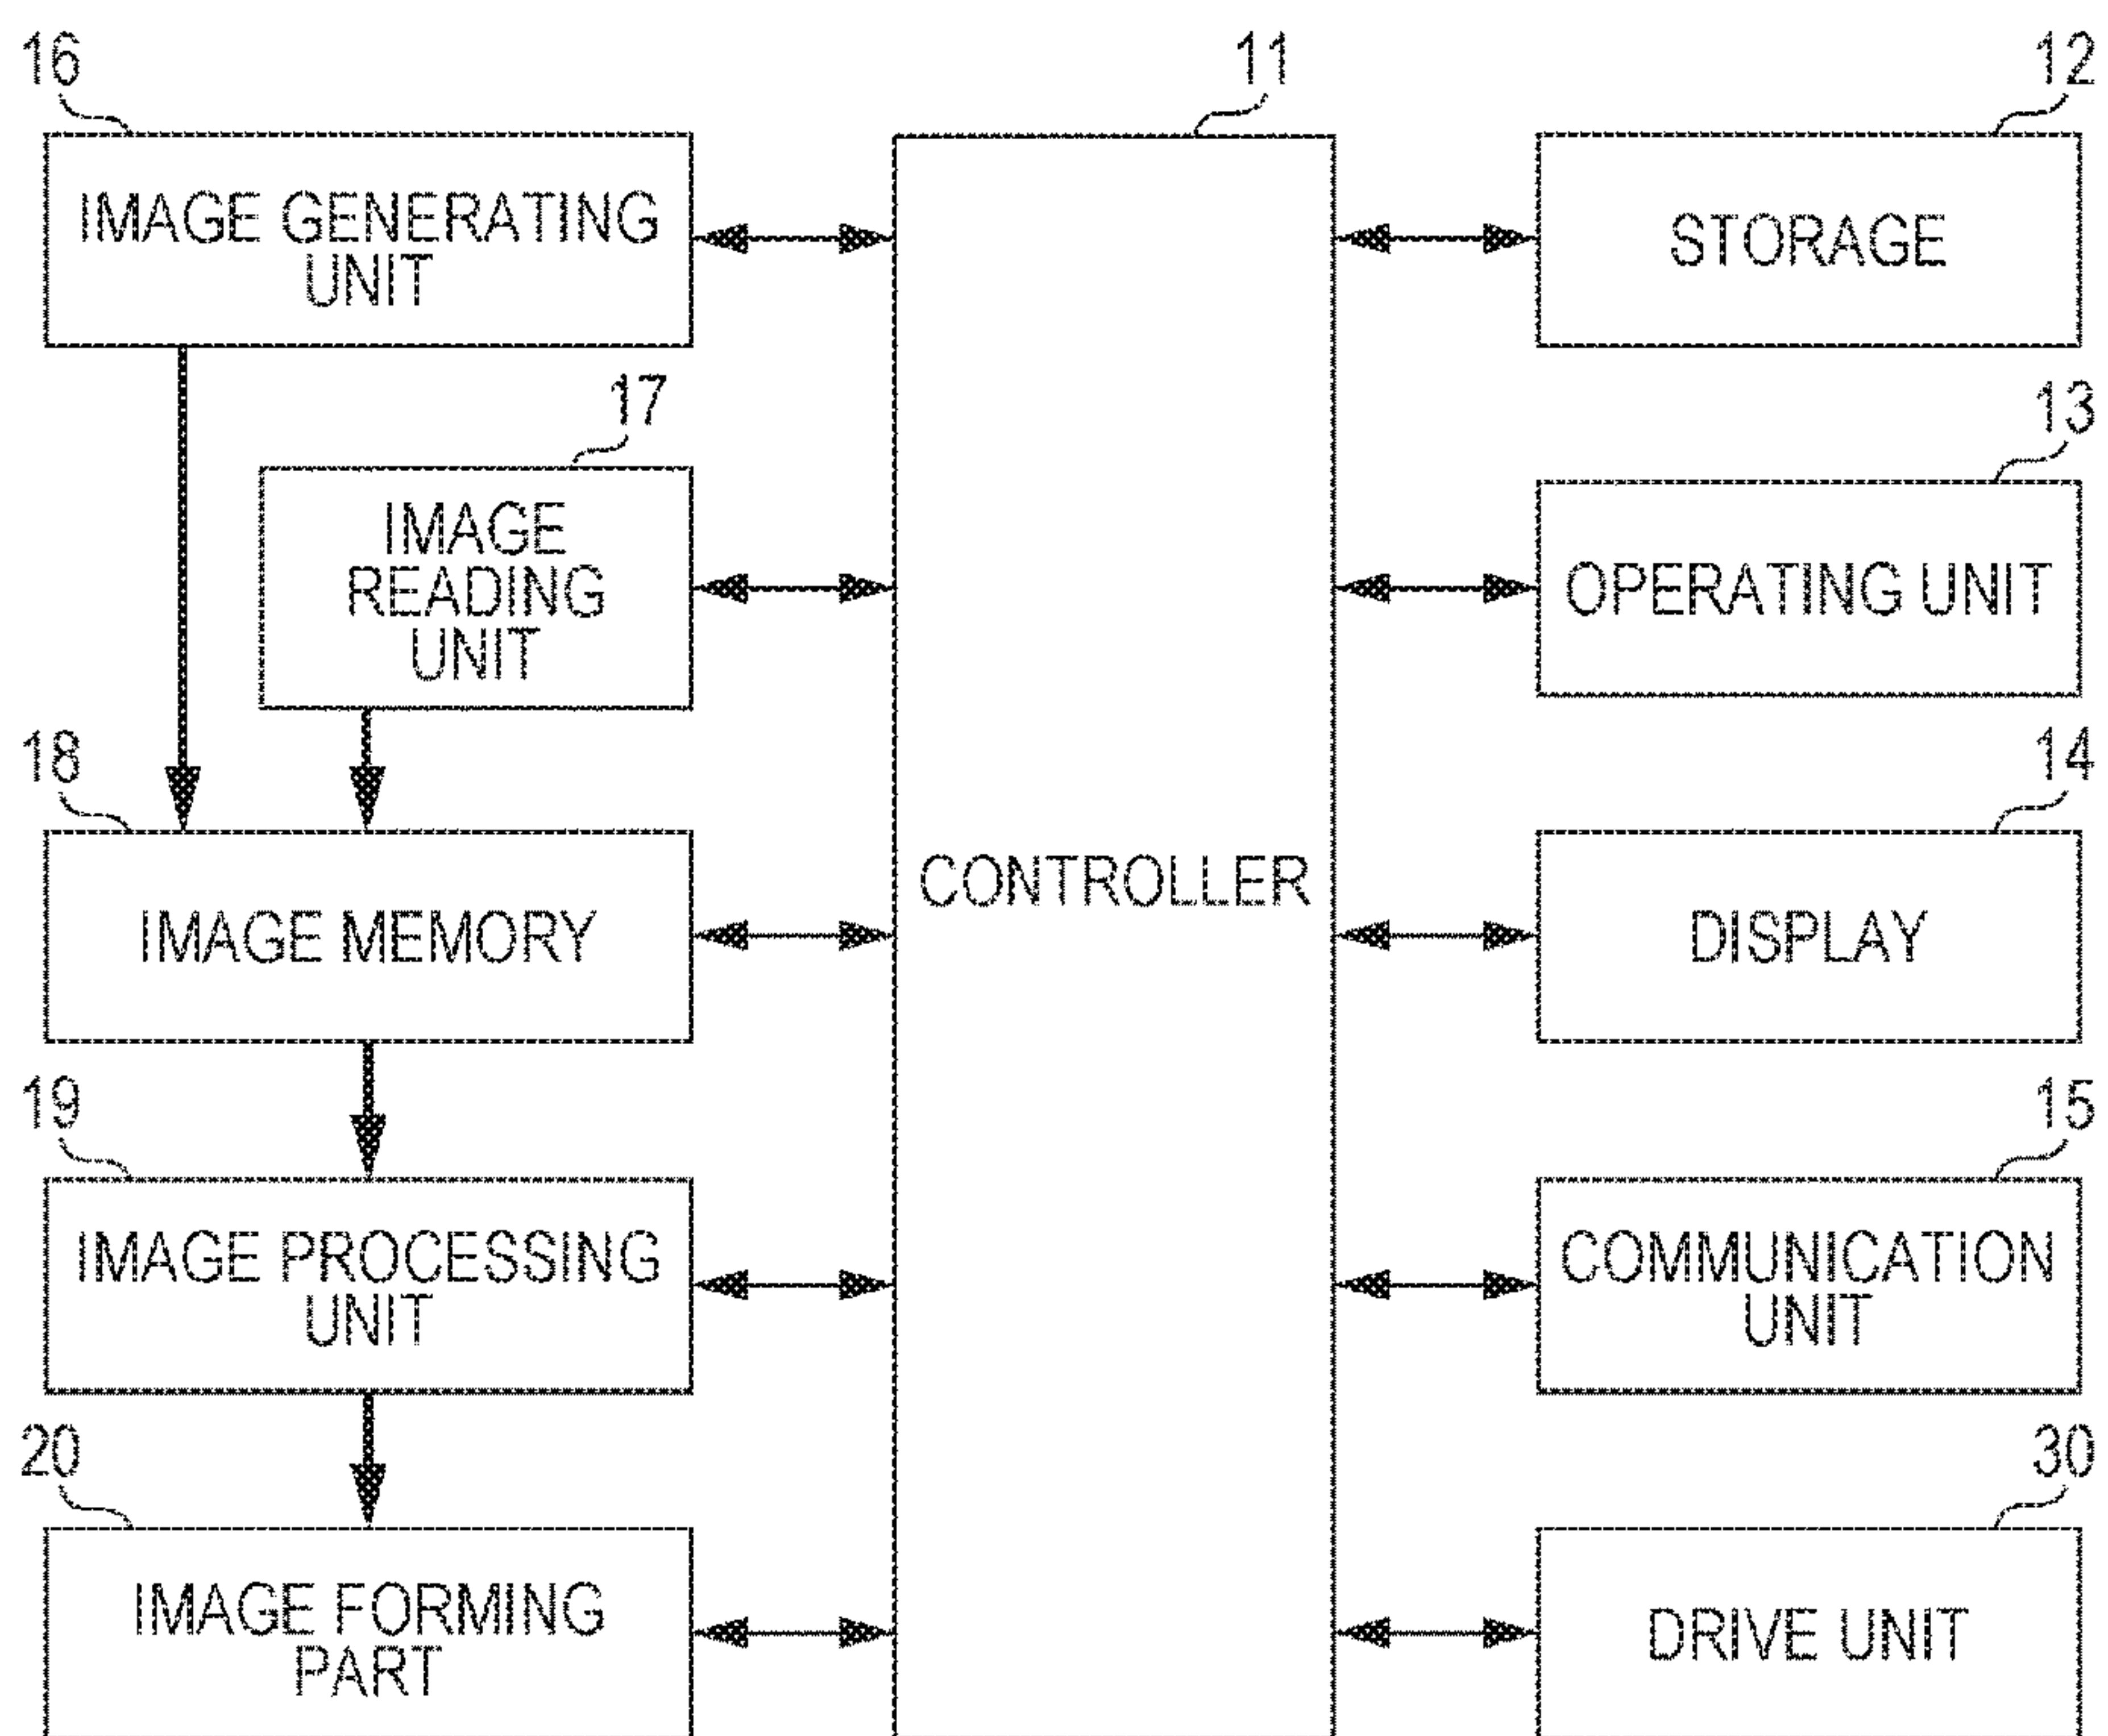 16
11
12
IMAGE GENERATING
UNIT
STORAGE
17
13
IMAGE
READING
UNIT
OPERATING UNIT
18
14
CONTROLLER
IMAGE MEMORY
DISPLAY
19
15
IMAGE PROCESSING
UNIT
COMMUNICATION
UNIT
20
30
IMAGE FORMING
PART
DRIVE UNIT